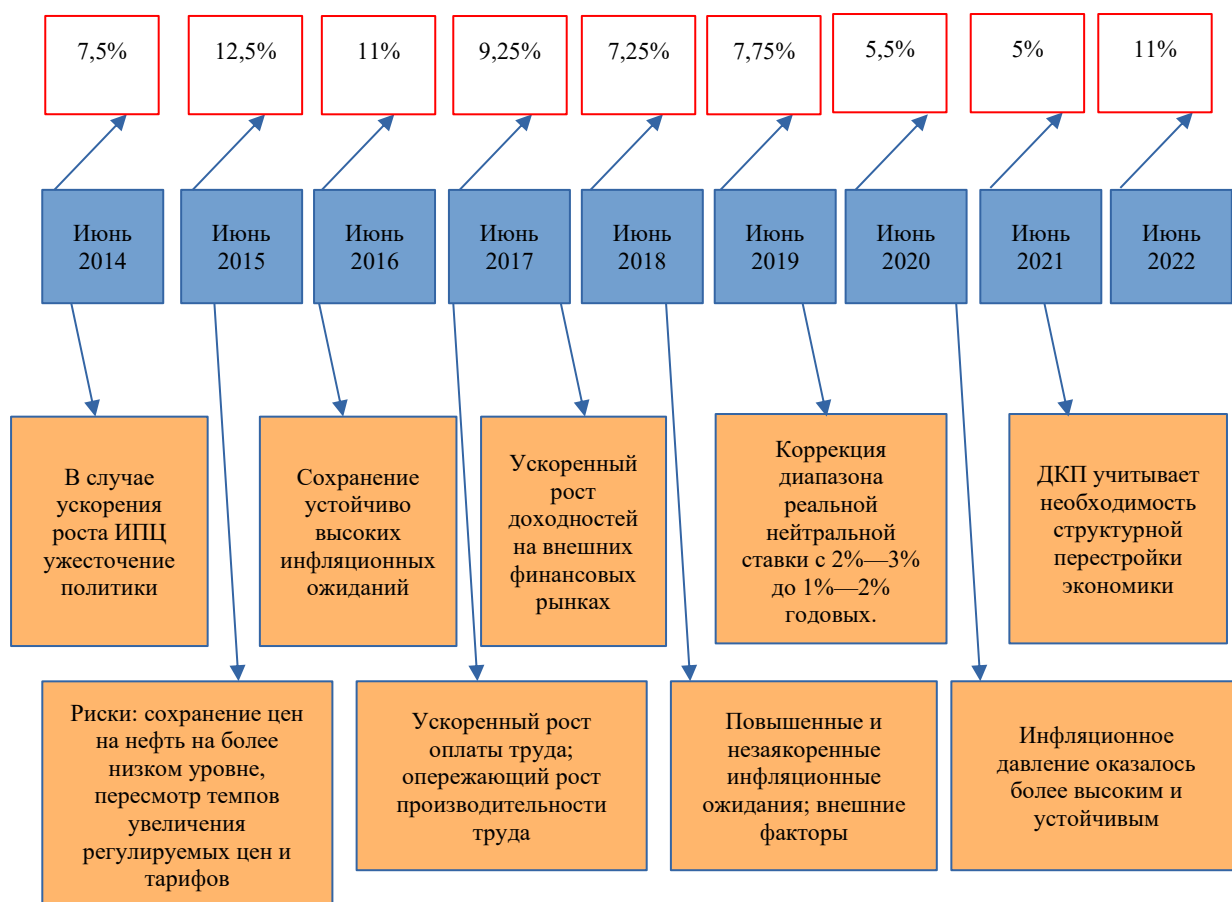 7,5%
12,5%
11%
9,25%
7,25%
7,75%
5,5%
5%
11%
Июнь
2014
Июнь
2015
Июнь
2016
Июнь
2017
Июнь
2018
Июнь
2019
Июнь
2020
Июнь
2021
Июнь
2022
В случае
ускорения
роста ИПЦ
ужесточение
политики
Сохранение
устойчиво
высоких
инфляционных
ожиданий
Ускоренный
рост
доходностей
на внешних
финансовых
рынках
Коррекция
диапазона
реальной
нейтральной
ставки с 2%—3%
до 1%—2%
годовых.
ДКП учитывает
необходимость
структурной
перестройки
экономики
Риски: сохранение цен
на нефть на более
низком уровне,
пересмотр темпов
увеличения
регулируемых цен и
тарифов
Ускоренный рост
оплаты труда;
опережающий рост
производительности
труда
Повышенные и
незаякоренные
инфляционные
ожидания; внешние
факторы
Инфляционное
давление оказалось
более высоким и
устойчивым